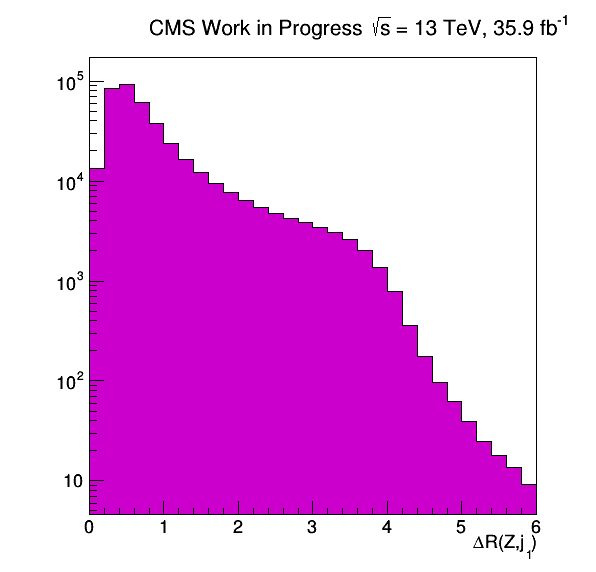 CMS Work in Progress √s = 13 TeV, 35.9 fb⁻¹
10⁵
10⁴
10³
10²
10
0 1 2 3 4 5 6
ΔR(Z,j₁)